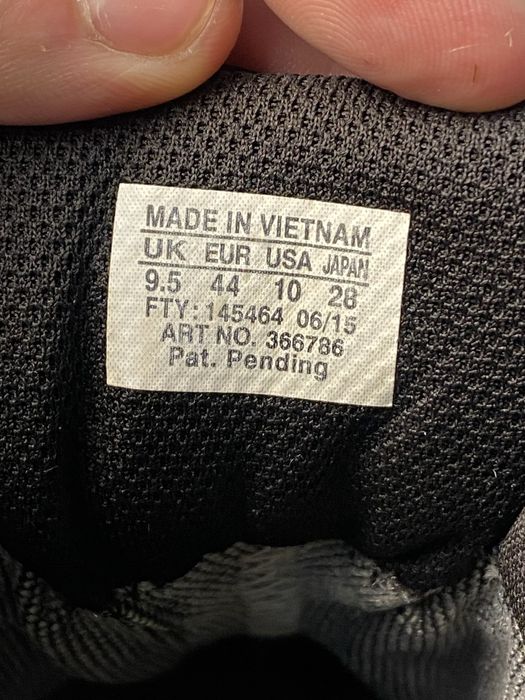 MADE IN VIETNAM
UK EUR USA JAPAN
9.5 44 10 28
FTY: 145464 06/15
ART NO. 366786
Pat. Pending